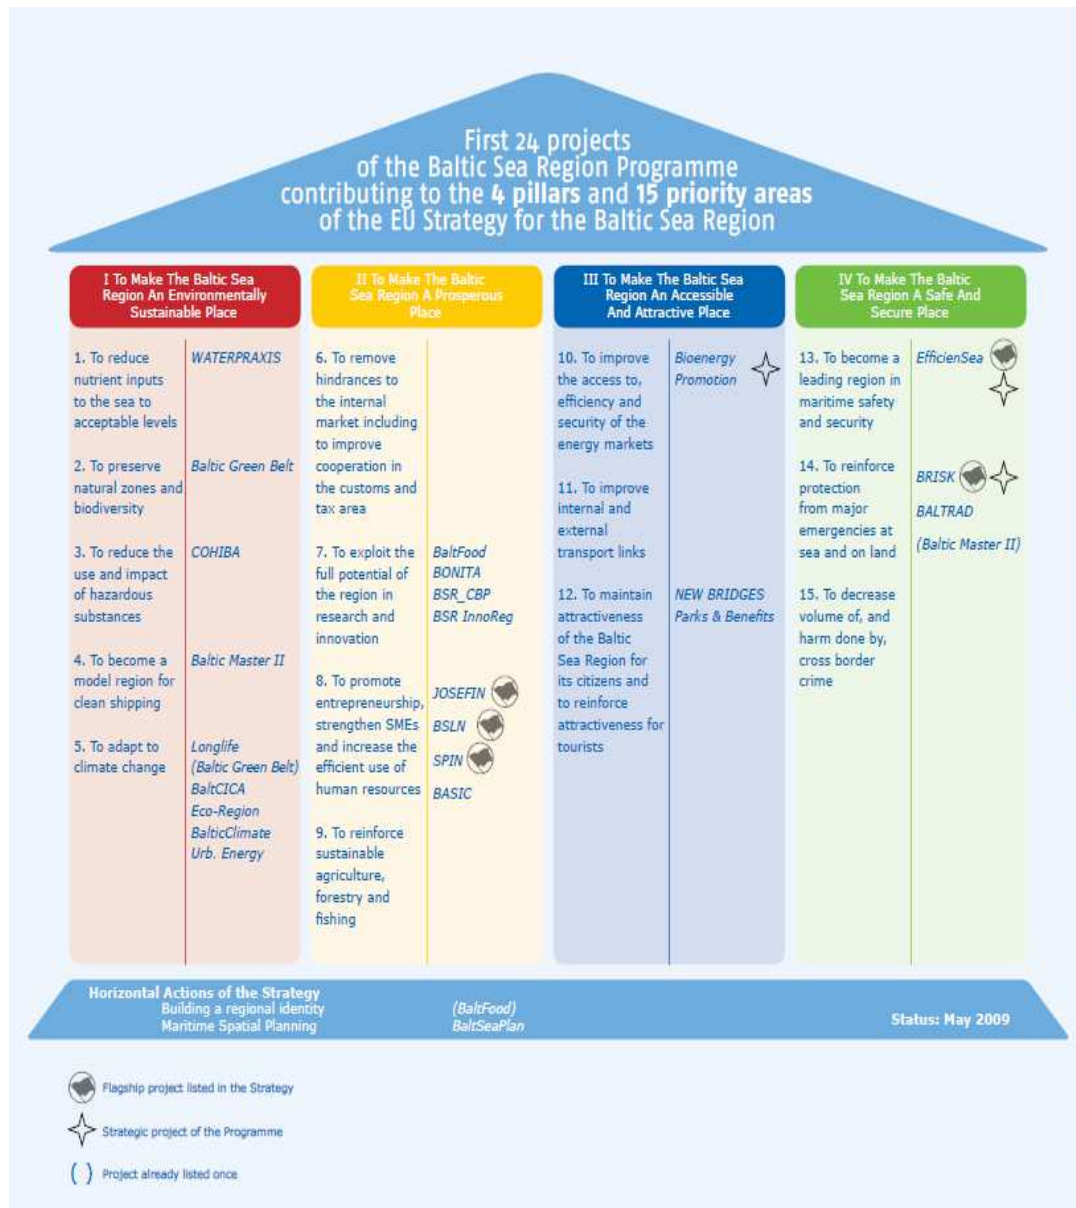 First 24 projects
of the Baltic Sea Region Programme
contributing to the 4 pillars and 15 priority areas
of the EU Strategy for the Baltic Sea Region
I To Make The Baltic Sea
Region An Environmentally
Sustainable Place
1. To reduce
nutrient inputs
to the sea to
acceptable levels
WATERPRAXIS
2. To preserve
natural zones and
biodiversity
Baltic Green Belt
3. To reduce the
use and impact
of hazardous
substances
COHIBA
4. To become a
model region for
clean shipping
Baltic Master II
5. To adapt to
climate change
Longlife
(Baltic Green Belt)
BaltCICA
Eco-Region
BalticClimate
Urb. Energy
II To Make The Baltic
Sea Region A Prosperous
Place
6. To remove
hindrances to
the internal
market including
to improve
cooperation in
the customs and
tax area
7. To exploit the
full potential of
the region in
research and
innovation
BaltFood
BONITA
BSR_CBP
BSR InnoReg
8. To promote
entrepreneurship,
strengthen SMEs
and increase the
efficient use of
human resources
JOSEFIN
BSLN
SPIN
BASIC
9. To reinforce
sustainable
agriculture,
forestry and
fishing
III To Make The Baltic Sea
Region An Accessible
And Attractive Place
10. To improve
the access to,
efficiency and
security of the
energy markets
Bioenergy
Promotion
11. To improve
internal and
external
transport links
12. To maintain
attractiveness
of the Baltic
Sea Region for
its citizens and
to reinforce
attractiveness for
tourists
NEW BRIDGES
Parks & Benefits
IV To Make The Baltic
Sea Region A Safe And
Secure Place
13. To become a
leading region in
maritime safety
and security
EfficienSea
14. To reinforce
protection
from major
emergencies at
sea and on land
BRISK
BALTRAD
(Baltic Master II)
15. To decrease
volume of, and
harm done by,
cross border
crime
Horizontal Actions of the Strategy
Building a regional identity
(BaltFood)
Maritime Spatial Planning
BaltSeaPlan
Status: May 2009
Flagship project listed in the Strategy
Strategic project of the Programme
( ) Project already listed once